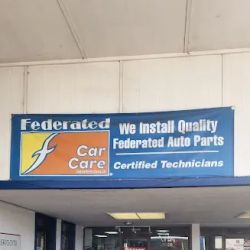 Federated
Car
Care
We Install Quality
Federated Auto Parts
Certified Technicians